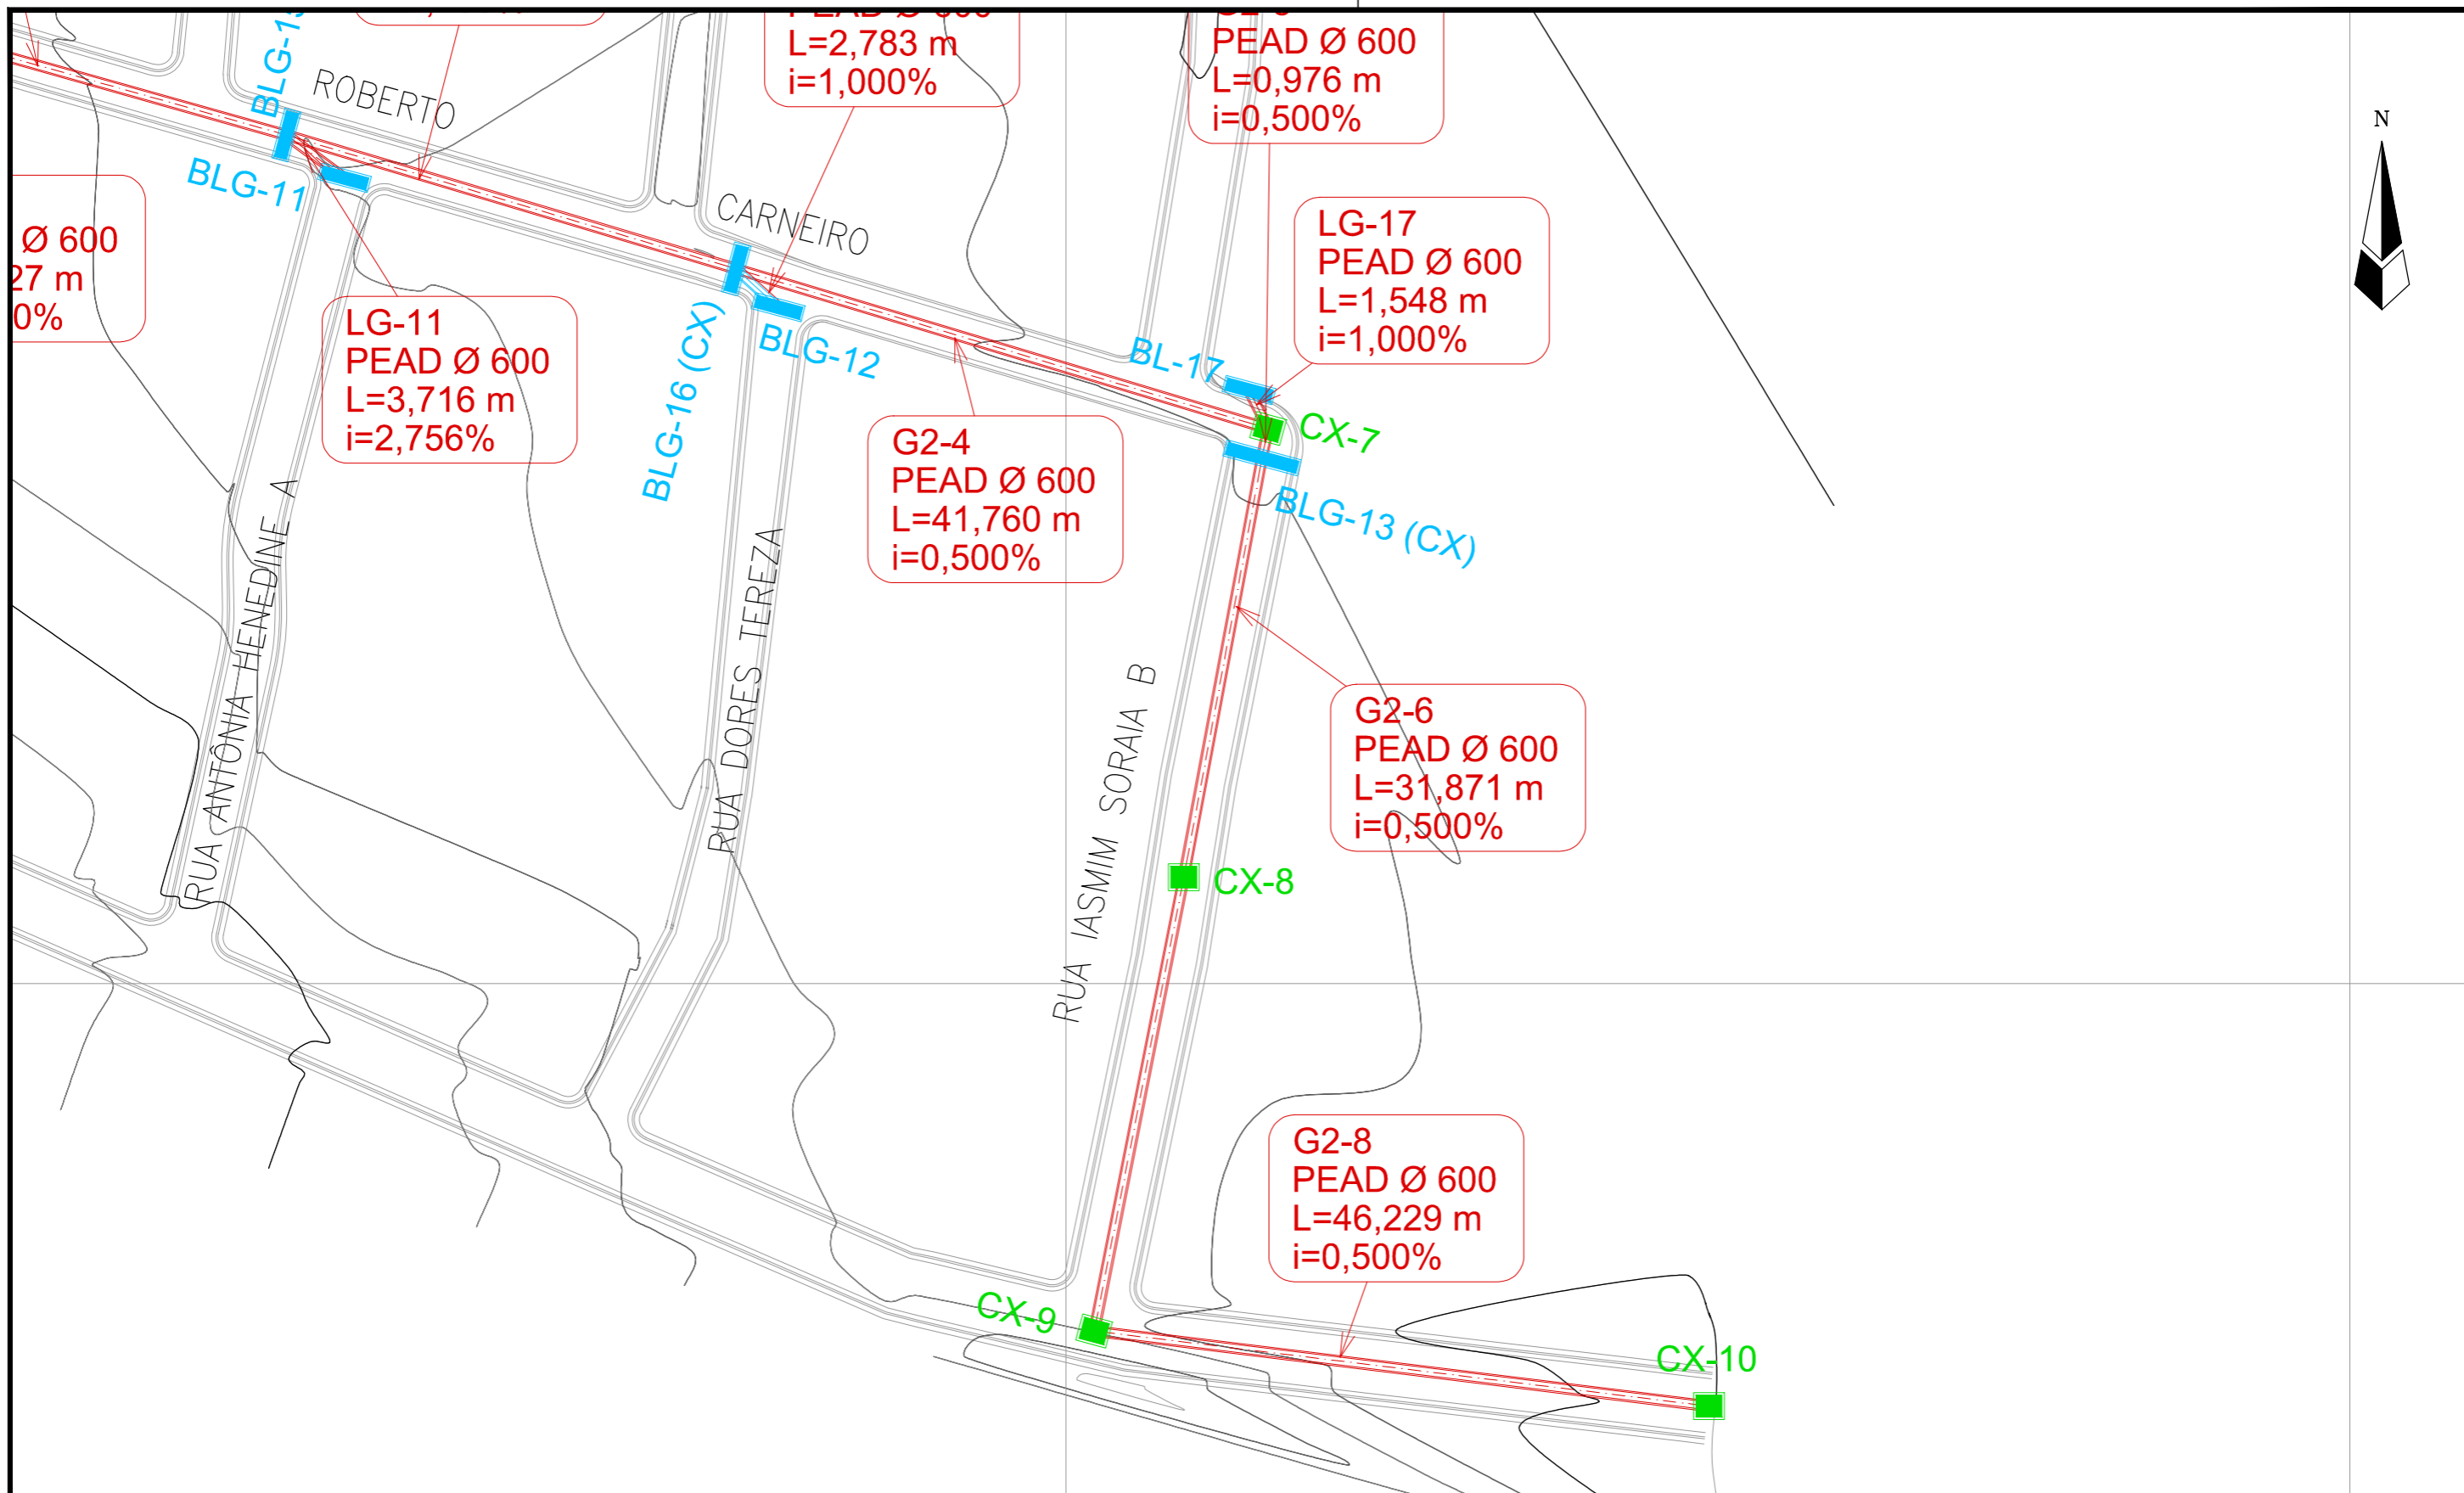 PEAD Ø 600
L=2,783 m
i=1,000%
PEAD Ø 600
L=0,976 m
i=0,500%
ROBERTO
BLG-11
N
CARNEIRO
LG-17
PEAD Ø 600
L=1,548 m
i=1,000%
Ø 600
27 m
0%
LG-11
PEAD Ø 600
L=3,716 m
i=2,756%
BLG-16 (CX)
BLG-12
BL-17
CX-7
G2-4
PEAD Ø 600
L=41,760 m
i=0,500%
BLG-13 (CX)
RUA ANTÔNIA HENEDINE A
RUA DORES TEREZA
RUA IASMIM SORAIA B
G2-6
PEAD Ø 600
L=31,871 m
i=0,500%
CX-8
G2-8
PEAD Ø 600
L=46,229 m
i=0,500%
CX-9
CX-10